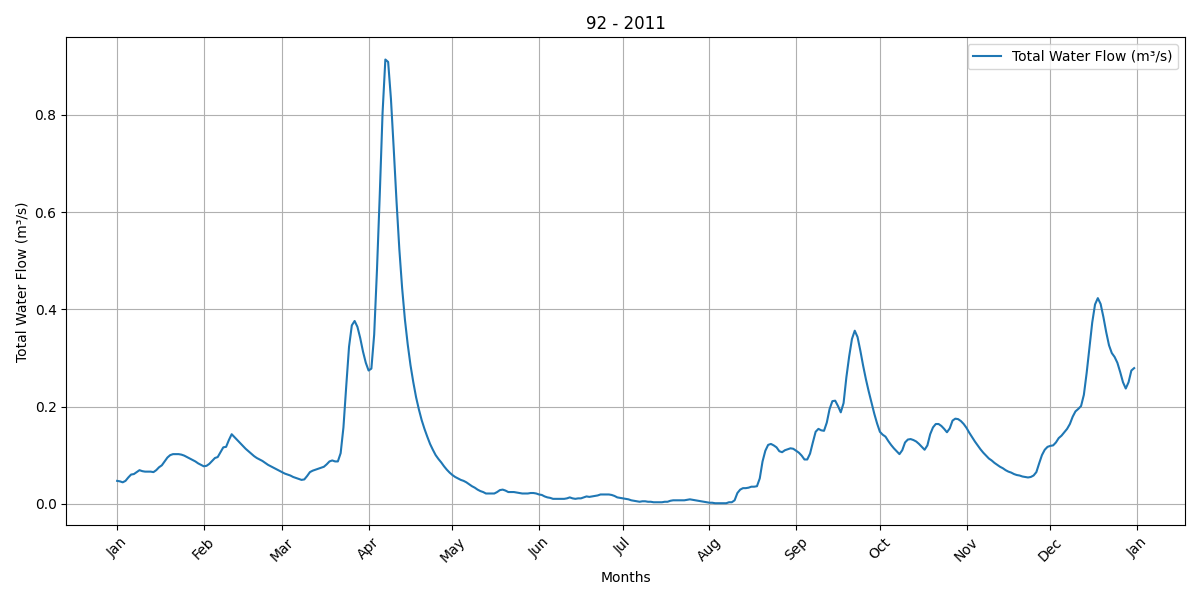 92 - 2011
Total Water Flow (m³/s)
Total Water Flow (m³/s)
0.8
0.6
0.4
0.2
0.0
Jan
Feb
Mar
Apr
May
Jun
Jul
Aug
Sep
Oct
Nov
Dec
Jan
Months